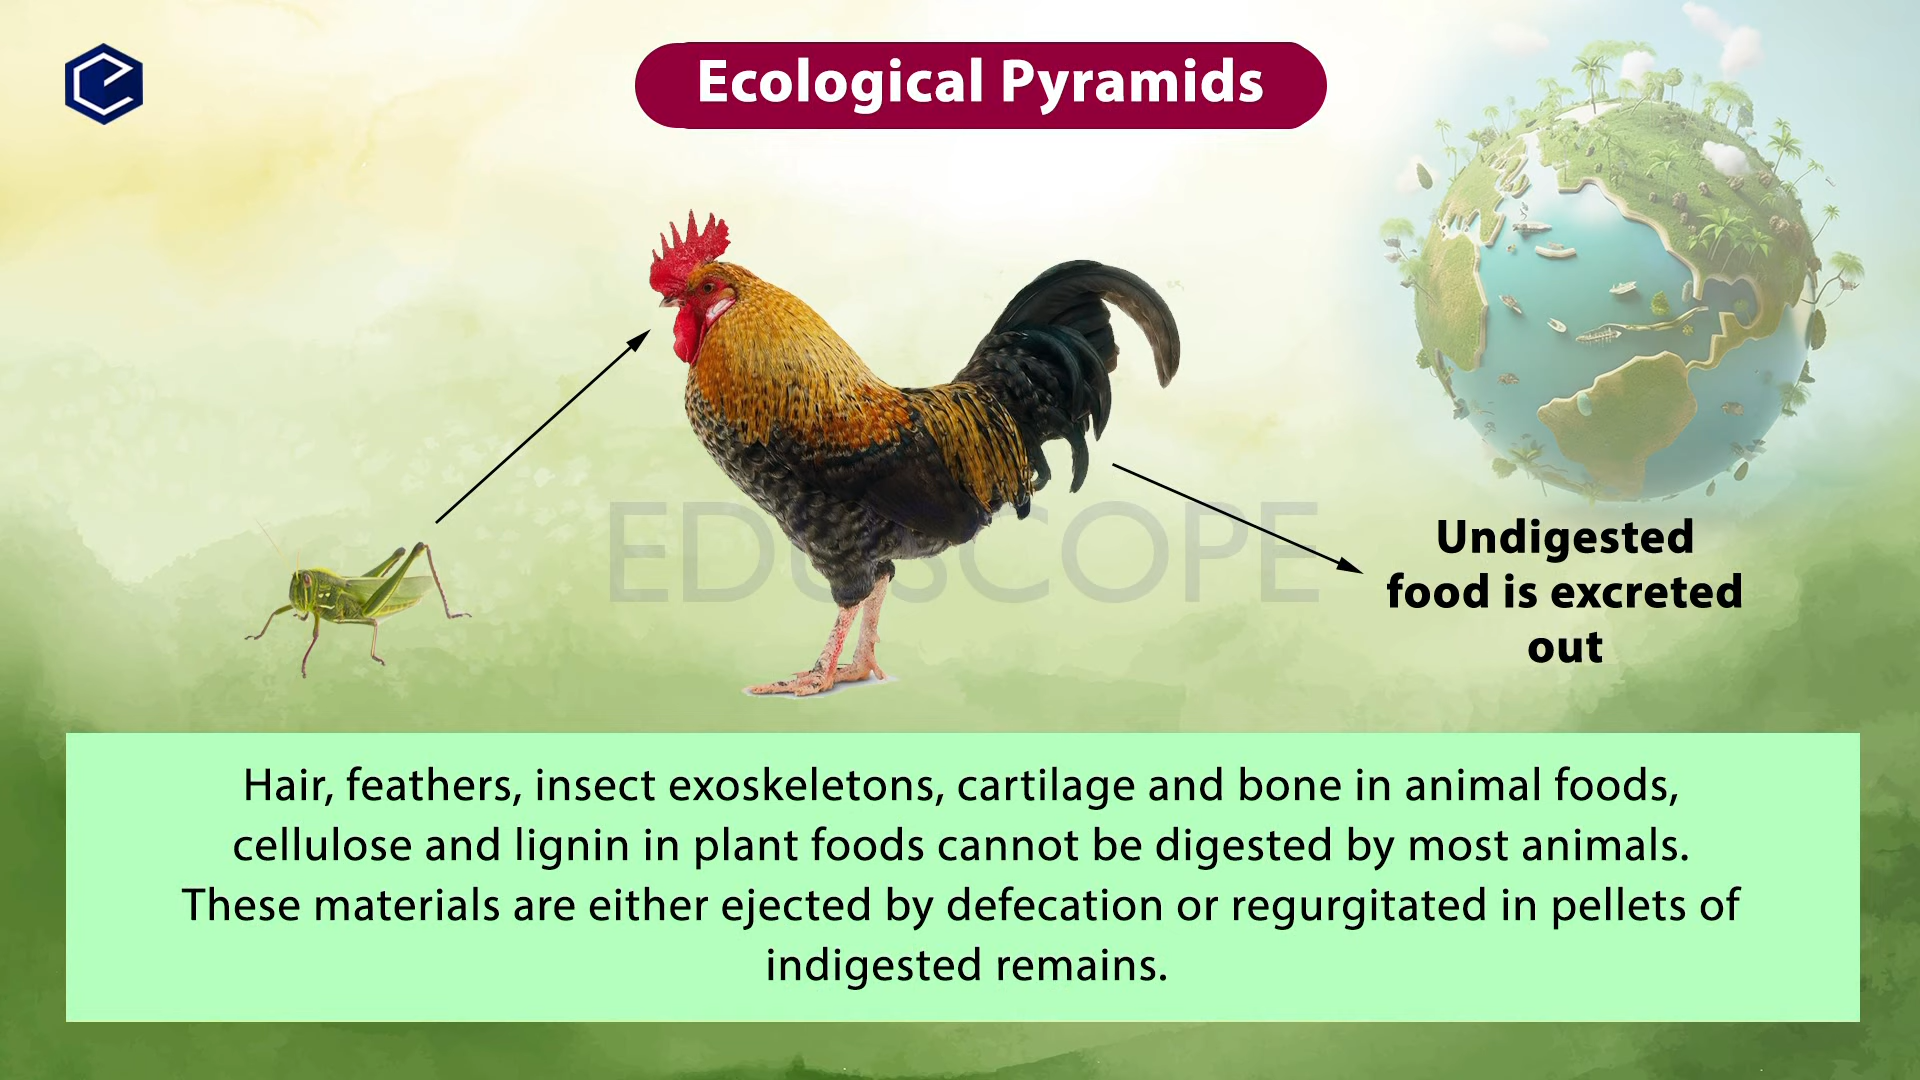 Ecological Pyramids
EDUSCOPE
Undigested
food is excreted
out
Hair, feathers, insect exoskeletons, cartilage and bone in animal foods,
cellulose and lignin in plant foods cannot be digested by most animals.
These materials are either ejected by defecation or regurgitated in pellets of
indigested remains.